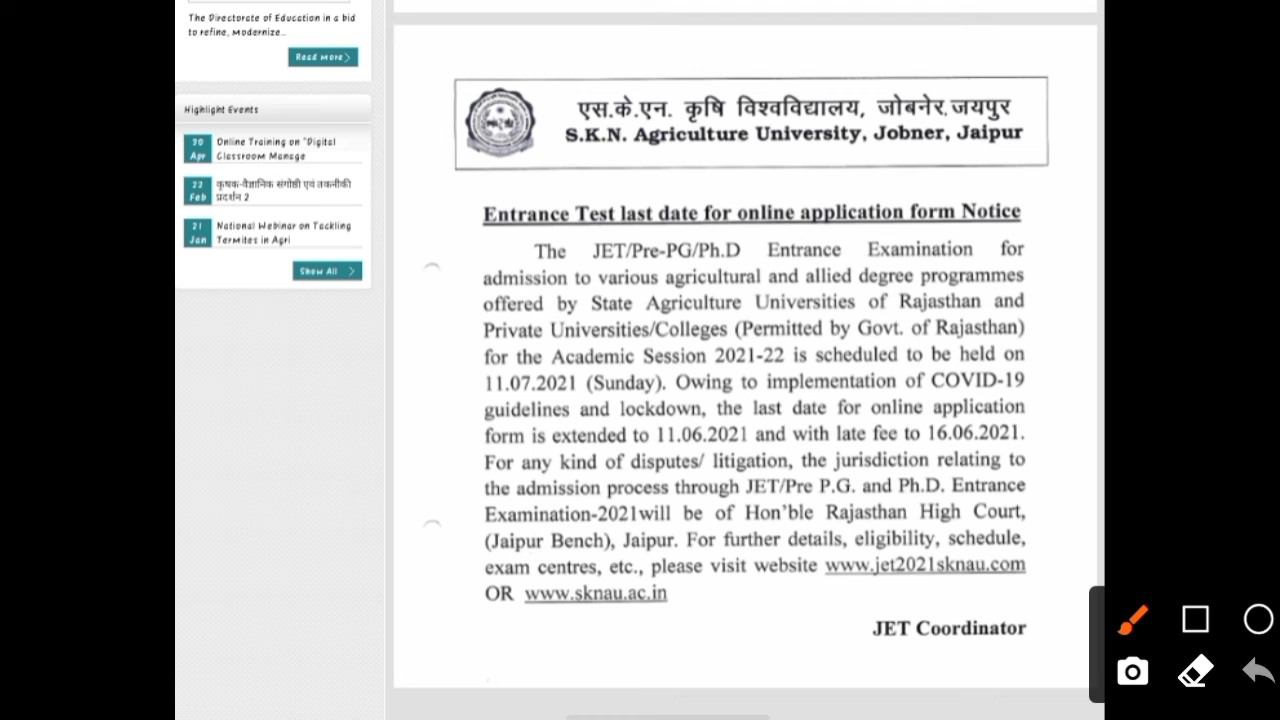 The Directorate of Education in a bid
to refine, modernize...
Read more
Highlight Events
30
Apr
Online Training on "Digital
Classroom Manage
22
Feb
कृषक-वैज्ञानिक संगोष्ठी एवं तकनीकी
प्रदर्शन 2
21
Jan
National Webinar on Tackling
Termites in Agri
Show All
एस.के.एन. कृषि विश्वविद्यालय, जोबनेर, जयपुर
S.K.N. Agriculture University, Jobner, Jaipur
Entrance Test last date for online application form Notice
The JET/Pre-PG/Ph.D Entrance Examination for
admission to various agricultural and allied degree programmes
offered by State Agriculture Universities of Rajasthan and
Private Universities/Colleges (Permitted by Govt. of Rajasthan)
for the Academic Session 2021-22 is scheduled to be held on
11.07.2021 (Sunday). Owing to implementation of COVID-19
guidelines and lockdown, the last date for online application
form is extended to 11.06.2021 and with late fee to 16.06.2021.
For any kind of disputes/ litigation, the jurisdiction relating to
the admission process through JET/Pre P.G. and Ph.D. Entrance
Examination-2021will be of Hon'ble Rajasthan High Court,
(Jaipur Bench), Jaipur. For further details, eligibility, schedule,
exam centres, etc., please visit website www.jet2021sknau.com
OR www.sknau.ac.in
JET Coordinator